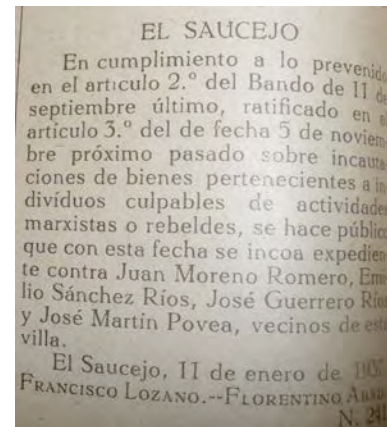 EL SAUCEJO
En cumplimiento a lo prevenido
en el articulo 2.º del Bando de 11 de
septiembre último, ratificado en el
artículo 3.º del de fecha 5 de noviem
bre próximo pasado sobre incauta
ciones de bienes pertenecientes a in
divíduos culpables de actividades
marxistas o rebeldes, se hace público
que con esta fecha se incoa expedien
te contra Juan Moreno Romero, Emi
lio Sánchez Ríos, José Guerrero Ríos
y José Martín Povea, vecinos de esta
villa.
El Saucejo, 11 de enero de
FRANCISCO LOZANO.--FLORENTINO
N. 241